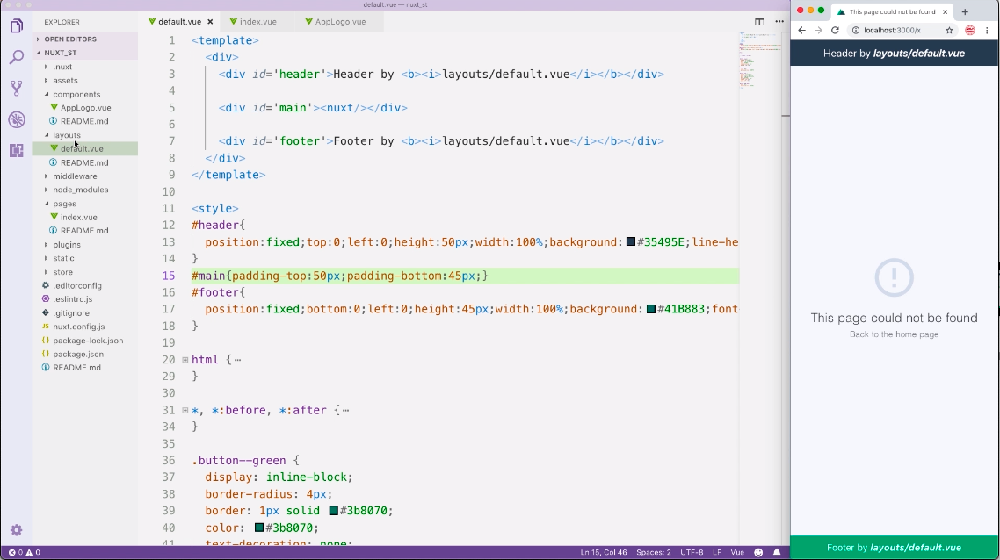 default.vue — nuxt_st
EXPLORER
OPEN EDITORS
NUXT_ST
.nuxt
assets
components
AppLogo.vue
README.md
layouts
default.vue
README.md
middleware
node_modules
pages
index.vue
README.md
plugins
static
store
.editorconfig
.eslintrc.js
.gitignore
JS nuxt.config.js
{} package-lock.json
{} package.json
README.md
default.vue × index.vue AppLogo.vue
1 <template>
2 <div>
3 <div id='header'>Header by <b><i>layouts/default.vue</i></b></div>
4
5 <div id='main'><nuxt/></div>
6
7 <div id='footer'>Footer by <b><i>layouts/default.vue</i></b></div>
8 </div>
9 </template>
10
11 <style>
12 #header{
13 position:fixed;top:0;left:0;height:50px;width:100%;background:#35495E;line-he
14 }
15 #main{padding-top:50px;padding-bottom:45px;}
16 #footer{
17 position:fixed;bottom:0;left:0;height:45px;width:100%;background:#41B883;font
18 }
19
20 html {⋯
29 }
30
31 *, *:before, *:after {⋯
34 }
35
36 .button--green {
37 display: inline-block;
38 border-radius: 4px;
39 border: 1px solid #3b8070;
40 color: #3b8070;
41 text-decoration: none;
0 0 Ln 15, Col 46 Spaces: 2 UTF-8 LF Vue
This page could not be found
localhost:3000/x
Header by layouts/default.vue
This page could not be found
Back to the home page
Footer by layouts/default.vue